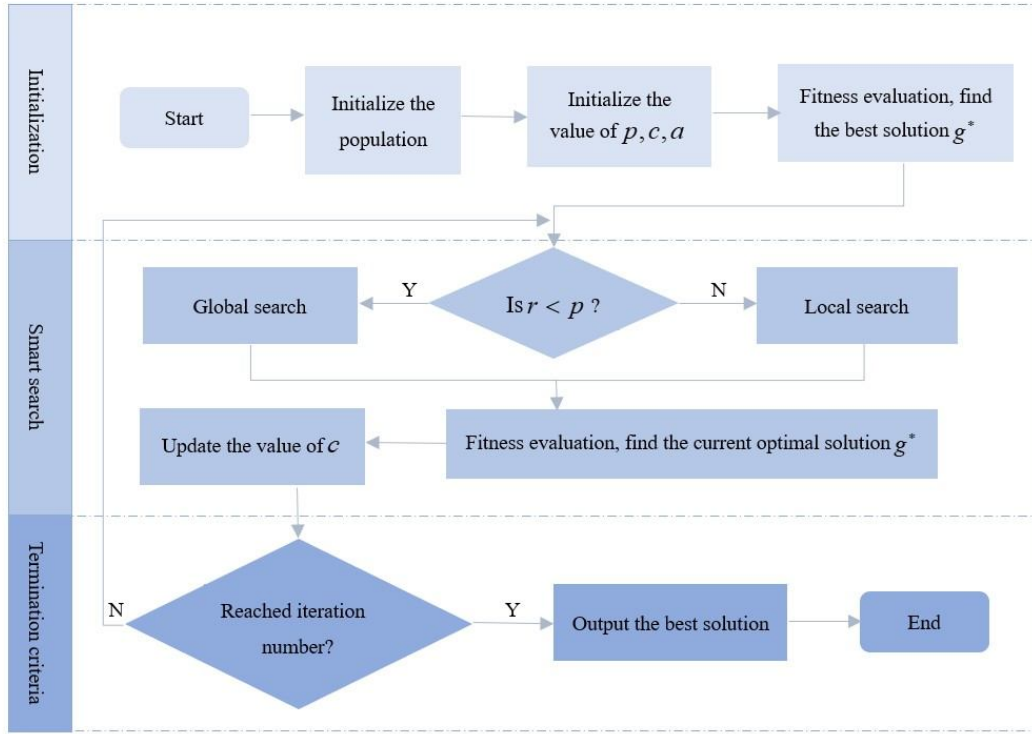 Initialization
Start
Initialize the
population
Initialize the
value of p, c, a
Fitness evaluation, find
the best solution g*
Smart search
Global search
Y
Is r < p ?
N
Local search
Update the value of c
Fitness evaluation, find the current optimal solution g*
Termination criteria
N
Reached iteration
number?
Y
Output the best solution
End